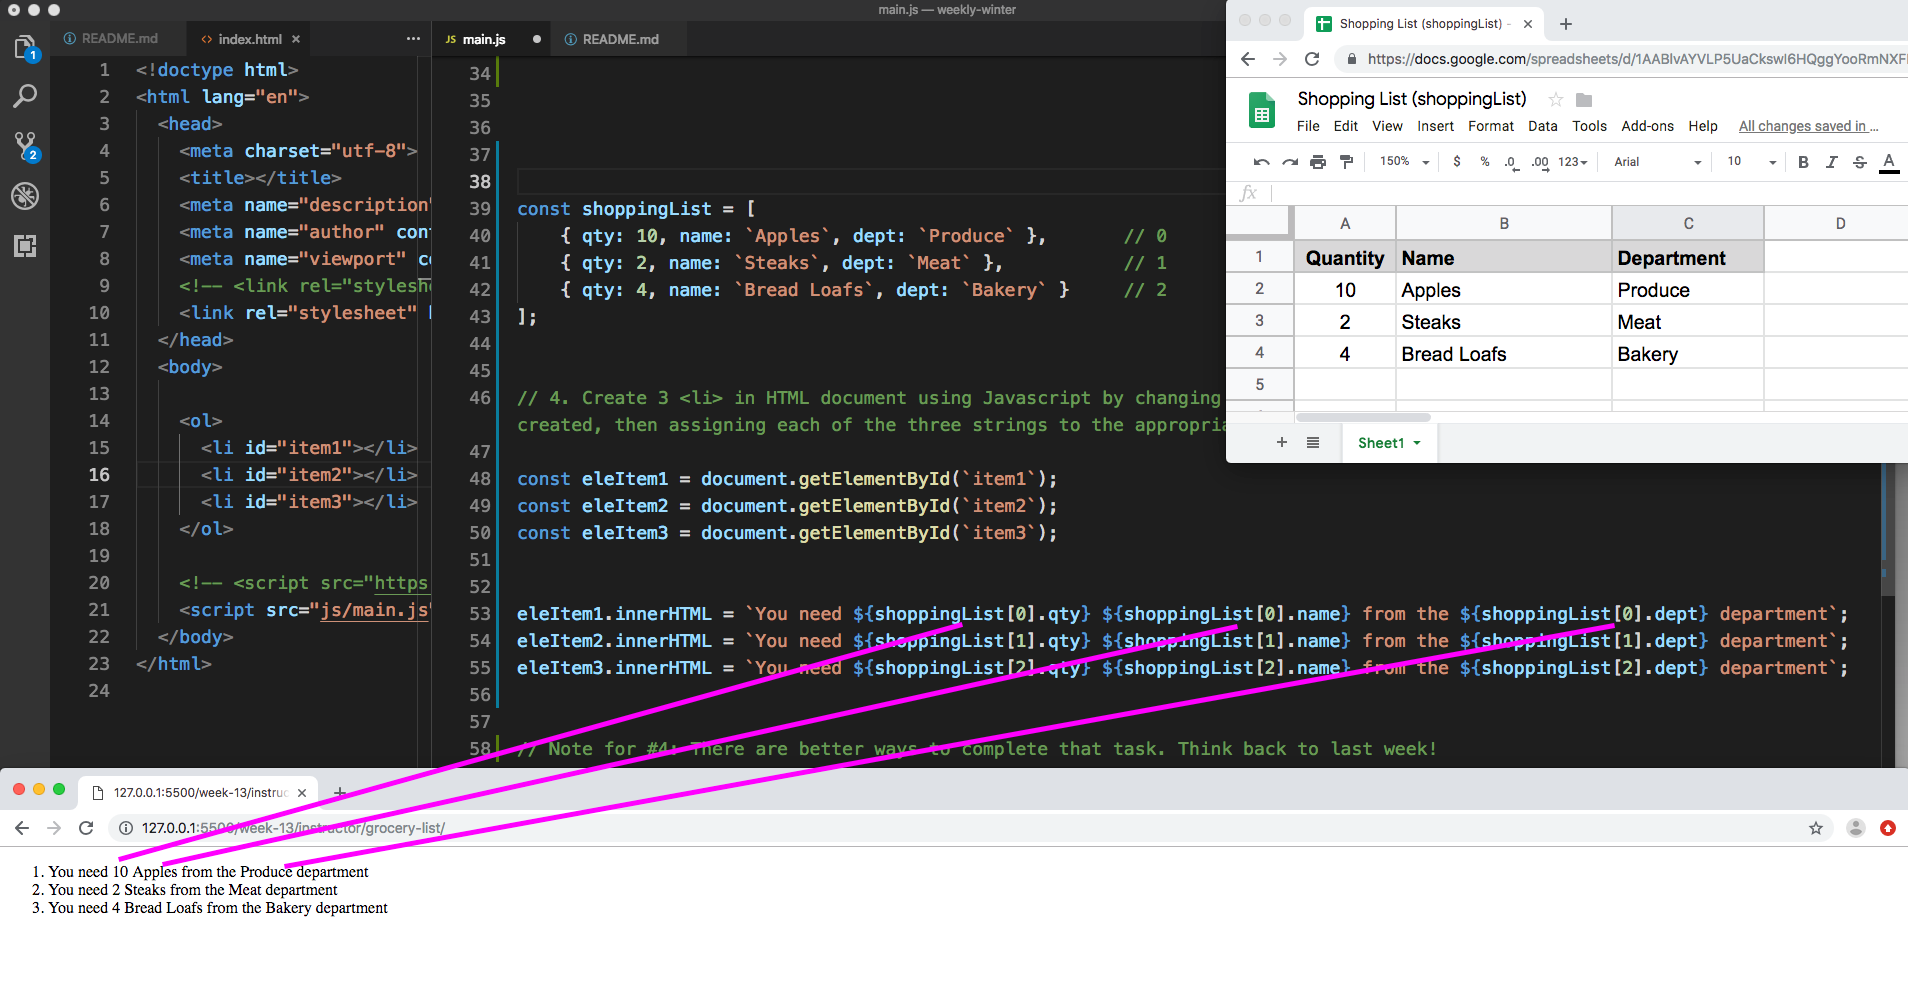 main.js — weekly-winter
README.md
index.html
JS main.js
README.md
1 <!doctype html>
2 <html lang="en">
3 <head>
4 <meta charset="utf-8">
5 <title></title>
6 <meta name="description"
7 <meta name="author" con
8 <meta name="viewport" c
9 <!-- <link rel="stylesh
10 <link rel="stylesheet"
11 </head>
12 <body>
13
14 <ol>
15 <li id="item1"></li>
16 <li id="item2"></li>
17 <li id="item3"></li>
18 </ol>
19
20 <!-- <script src="https
21 <script src="js/main.js"
22 </body>
23 </html>
24
1
2
34
35
36
37
38
39 const shoppingList = [
40 { qty: 10, name: `Apples`, dept: `Produce` }, // 0
41 { qty: 2, name: `Steaks`, dept: `Meat` }, // 1
42 { qty: 4, name: `Bread Loafs`, dept: `Bakery` } // 2
43 ];
44
45
46 // 4. Create 3 <li> in HTML document using Javascript by changing
created, then assigning each of the three strings to the appropria
47
48 const eleItem1 = document.getElementById(`item1`);
49 const eleItem2 = document.getElementById(`item2`);
50 const eleItem3 = document.getElementById(`item3`);
51
52
53 eleItem1.innerHTML = `You need ${shoppingList[0].qty} ${shoppingList[0].name} from the ${shoppingList[0].dept} department`;
54 eleItem2.innerHTML = `You need ${shoppingList[1].qty} ${shoppingList[1].name} from the ${shoppingList[1].dept} department`;
55 eleItem3.innerHTML = `You need ${shoppingList[2].qty} ${shoppingList[2].name} from the ${shoppingList[2].dept} department`;
56
57
58 // Note for #4: There are better ways to complete that task. Think back to last week!
Shopping List (shoppingList) -
https://docs.google.com/spreadsheets/d/1AABlvAYVLP5UaCkswI6HQggYooRmNXF
Shopping List (shoppingList)
File Edit View Insert Format Data Tools Add-ons Help All changes saved in ...
150% $ % .0 .00 123 Arial 10 B I S A
fx
A B C D
1 Quantity Name Department
2 10 Apples Produce
3 2 Steaks Meat
4 4 Bread Loafs Bakery
5
+ Sheet1
127.0.0.1:5500/week-13/instruc
127.0.0.1:5500/week-13/instructor/grocery-list/
1. You need 10 Apples from the Produce department
2. You need 2 Steaks from the Meat department
3. You need 4 Bread Loafs from the Bakery department